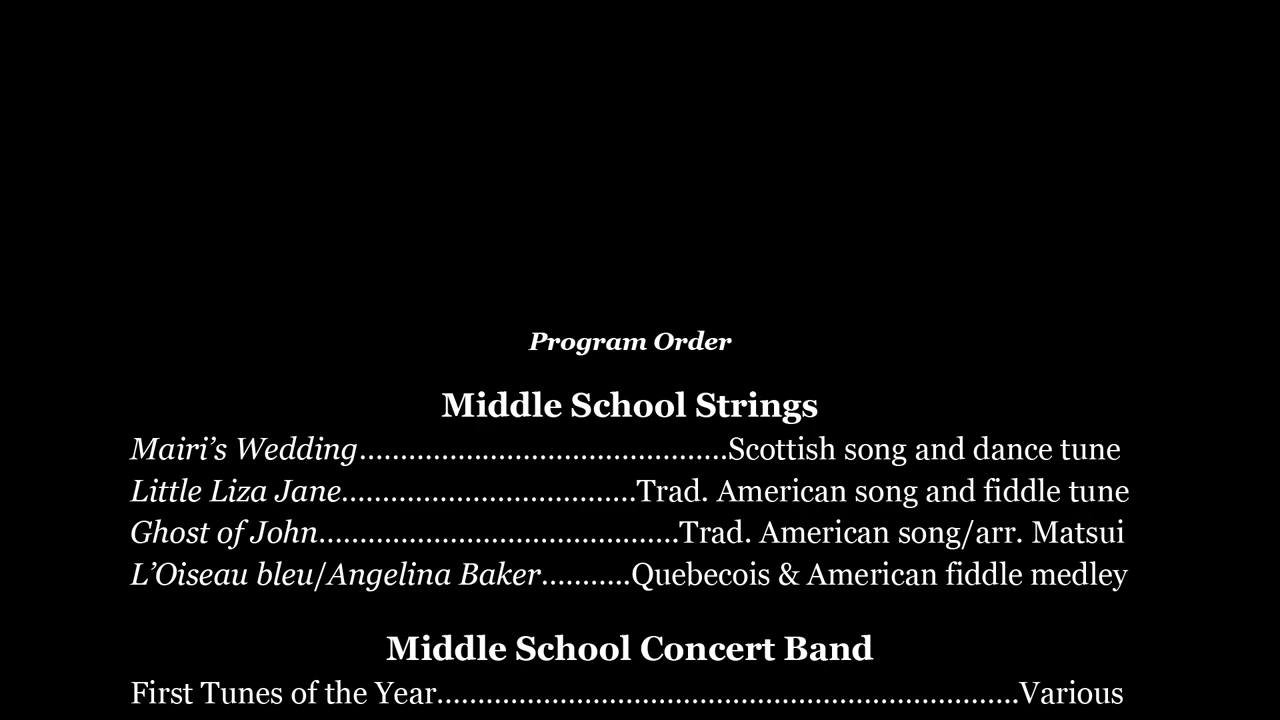 Program Order
Middle School Strings
Mairi’s Wedding.............................................Scottish song and dance tune
Little Liza Jane....................................Trad. American song and fiddle tune
Ghost of John............................................Trad. American song/arr. Matsui
L’Oiseau bleu/Angelina Baker...........Quebecois & American fiddle medley
Middle School Concert Band
First Tunes of the Year.......................................................................Various